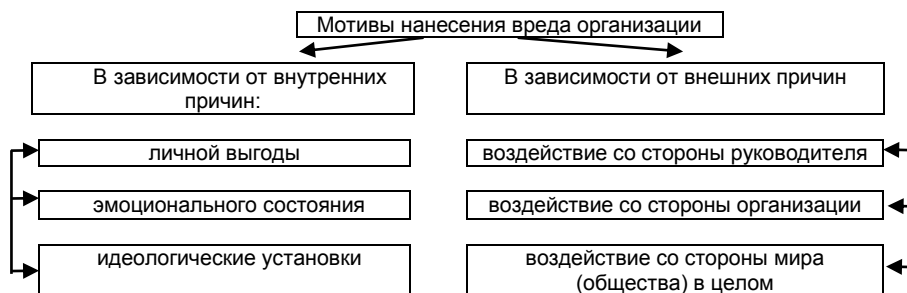 Мотивы нанесения вреда организации
В зависимости от внутренних
причин:
личной выгоды
эмоционального состояния
идеологические установки
В зависимости от внешних причин
воздействие со стороны руководителя
воздействие со стороны организации
воздействие со стороны мира
(общества) в целом